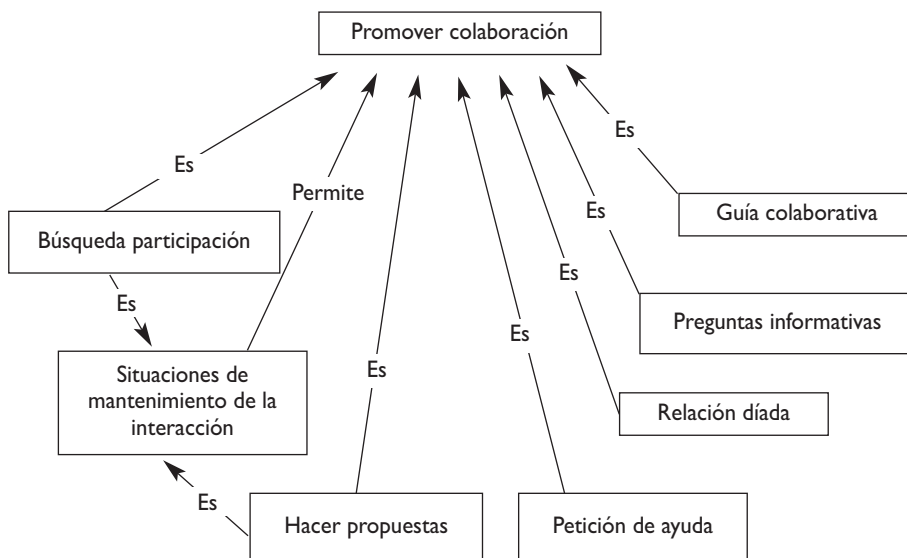 Promover colaboración
Es
Es
Permite
Guía colaborativa
Es
Búsqueda participación
Es
Es
Preguntas informativas
Es
Es
Situaciones de
mantenimiento de la
interacción
Relación díada
Es
Hacer propuestas
Petición de ayuda